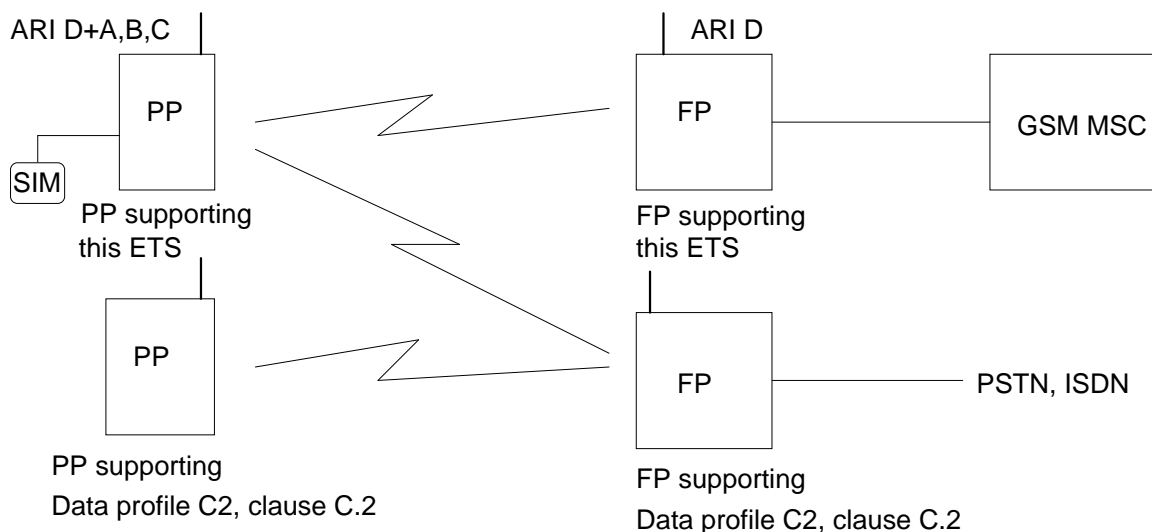 ARI D+A,B,C
ARI D
PP
FP
GSM MSC
SIM
PP supporting
this ETS
FP supporting
this ETS
PP
FP
PSTN, ISDN
PP supporting
Data profile C2, clause C.2
FP supporting
Data profile C2, clause C.2